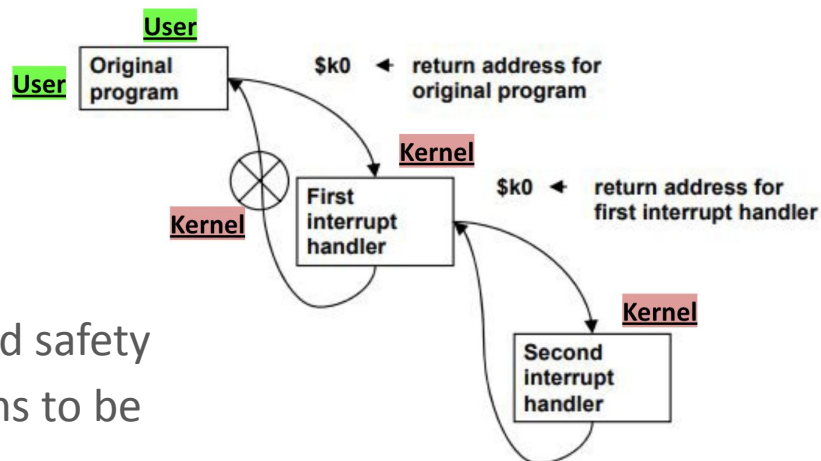 User
User
Original
program
$k0 ← return address for
original program
Kernel
Kernel
First
interrupt
handler
$k0 ← return address for
first interrupt handler
Kernel
Second
interrupt
handler
d safety
ns to be